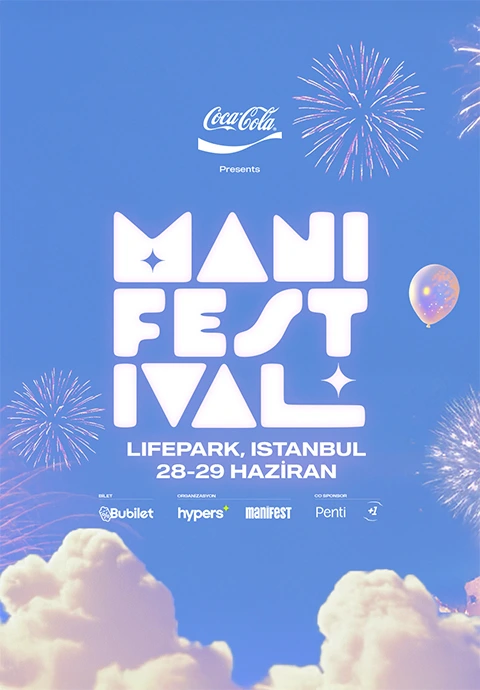 Coca-Cola
Presents
MANI
FEST
IVAL
LIFEPARK, ISTANBUL
28-29 HAZİRAN
BİLET ORGANİZASYON CO SPONSOR
Bubilet hypers+ MANIFEST Penti +1